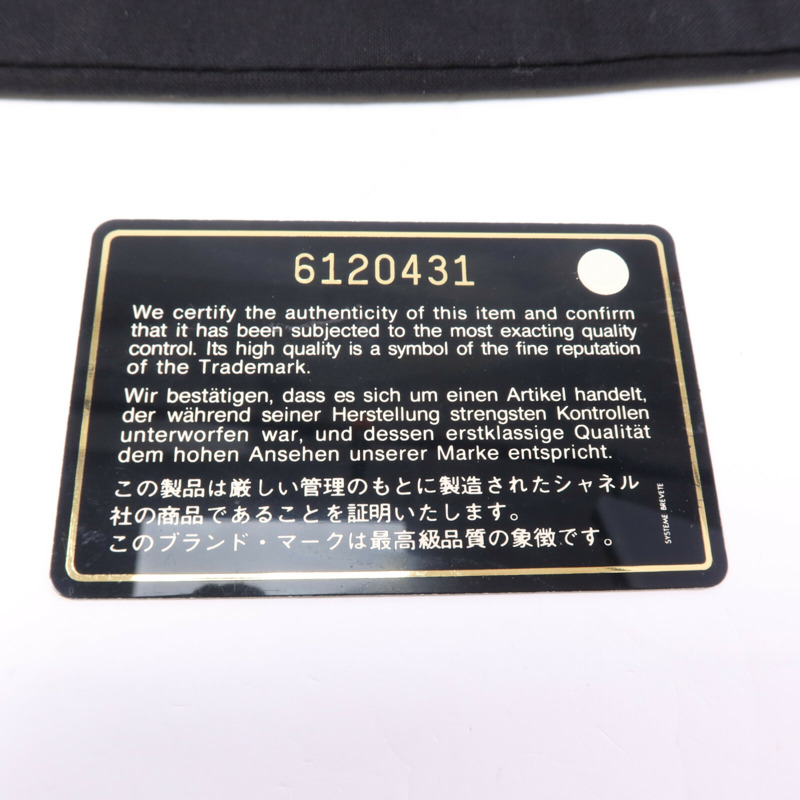 6120431
We certify the authenticity of this item and confirm
that it has been subjected to the most exacting quality
control. Its high quality is a symbol of the fine reputation
of the Trademark.
Wir bestätigen, dass es sich um einen Artikel handelt,
der während seiner Herstellung strengsten Kontrollen
unterworfen war, und dessen erstklassige Qualität
dem hohen Ansehen unserer Marke entspricht.
この製品は厳しい管理のもとに製造されたシャネル
社の商品であることを証明いたします。
このブランド・マークは最高級品質の象徴です。
SYSTEME BREVETE